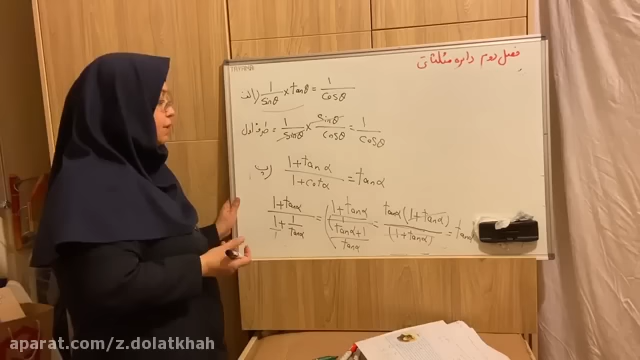 فصل دوم دایره مثلثات
الف) 1/sinθ × tanθ = 1/cosθ
طرف اول = 1/sinθ × sinθ/cosθ = 1/cosθ
ب) (1+tanα)/(1+cotα) = tanα
(1+tanα)/(1/1 + 1/tanα) = (1+tanα)/((tanα+1)/tanα) = tanα(1+tanα)/(1+tanα) = tanα
aparat.com/z.dolatkhah